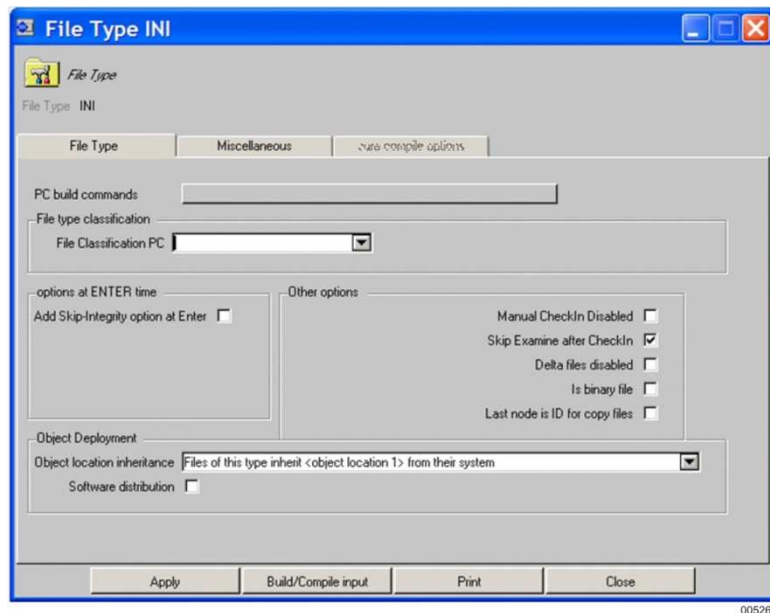 File Type INI
File Type
File Type INI
File Type Miscellaneous cura compile options
PC build commands
File type classification
File Classification PC
options at ENTER time
Other options
Add Skip-Integrity option at Enter
Manual CheckIn Disabled
Skip Examine after CheckIn
Delta files disabled
Is binary file
Last node is ID for copy files
Object Deployment
Object location inheritance Files of this type inherit <object location 1> from their system
Software distribution
Apply Build/Compile input Print Close
00526